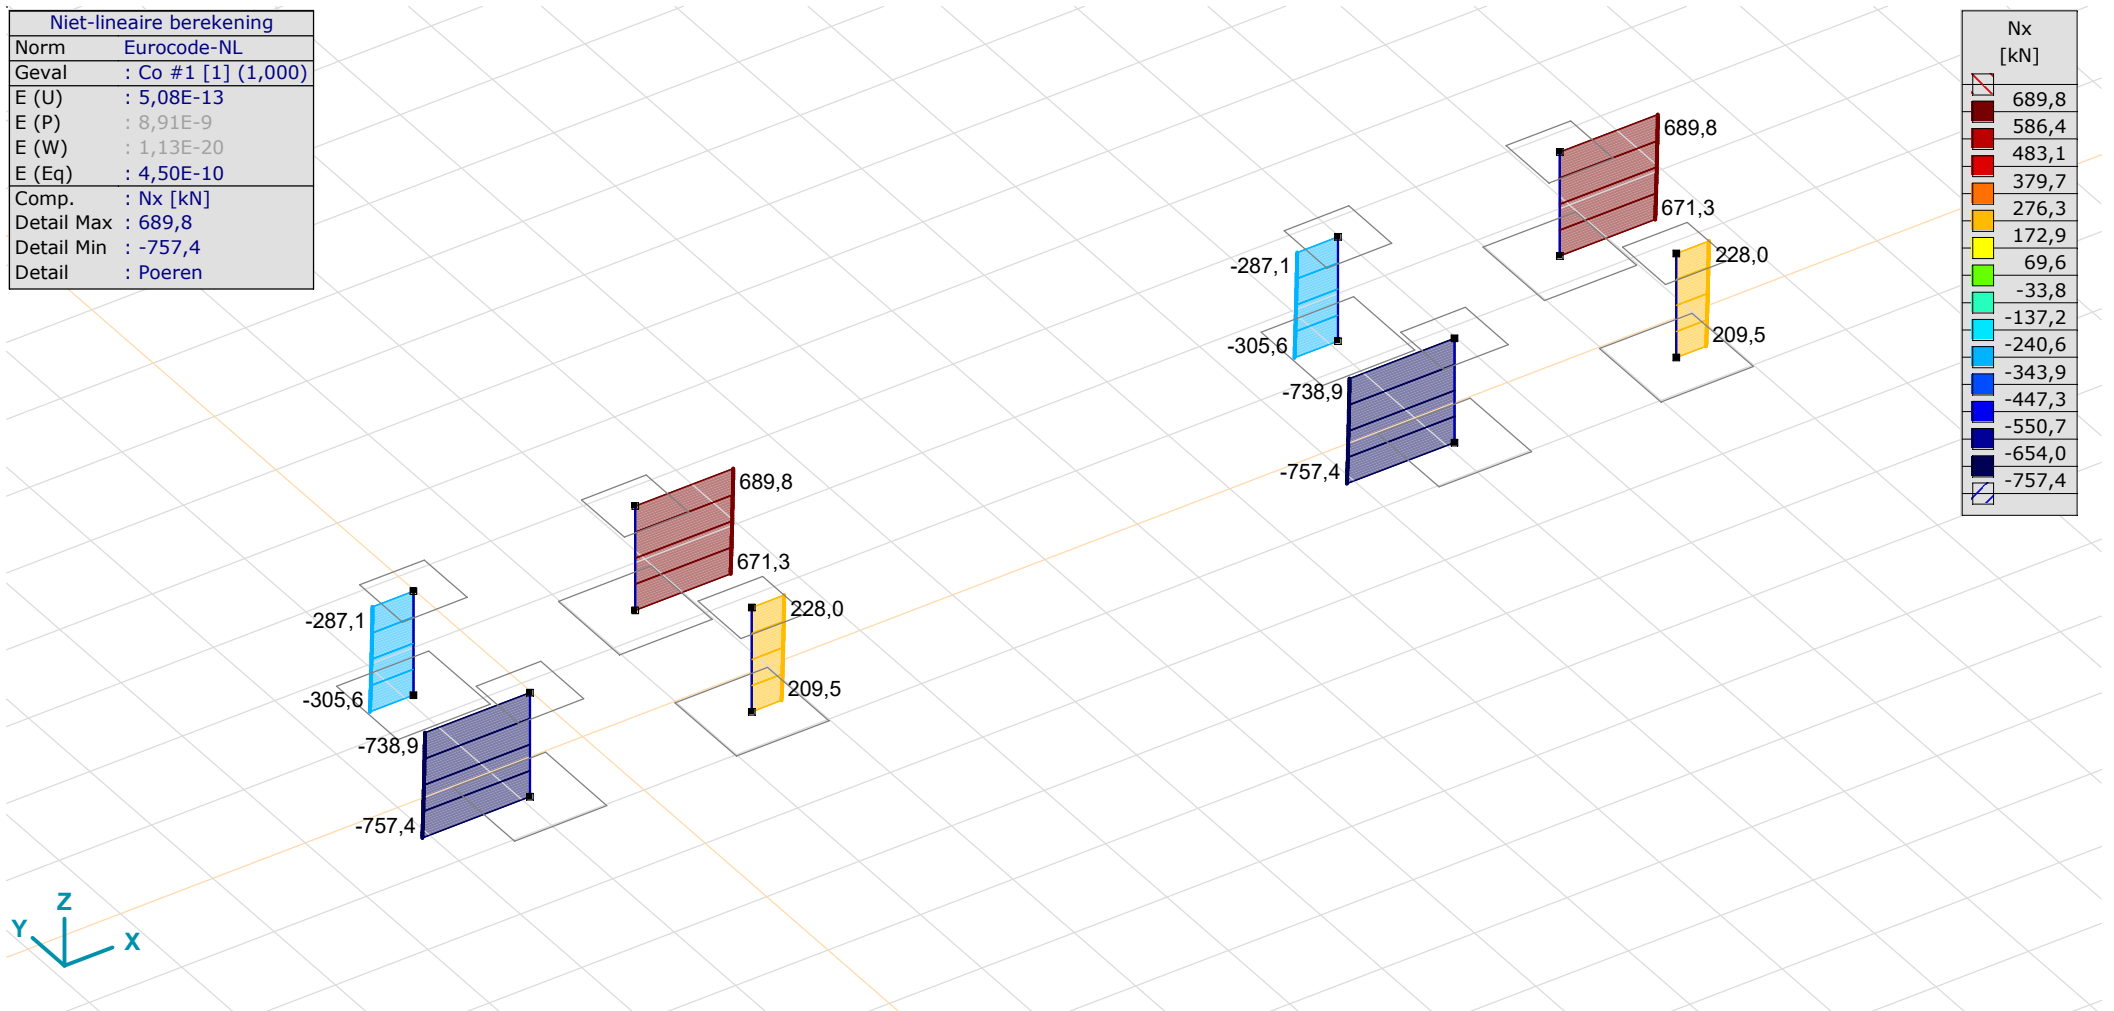 Niet-lineaire berekening
Norm Eurocode-NL
Geval : Co #1 [1] (1,000)
E (U) : 5,08E-13
E (P) : 8,91E-9
E (W) : 1,13E-20
E (Eq) : 4,50E-10
Comp. : Nx [kN]
Detail Max : 689,8
Detail Min : -757,4
Detail : Poeren
Nx
[kN]
689,8
586,4
483,1
379,7
276,3
172,9
69,6
-33,8
-137,2
-240,6
-343,9
-447,3
-550,7
-654,0
-757,4
689,8
671,3
-287,1
228,0
-305,6
209,5
-738,9
-757,4
689,8
671,3
-287,1
228,0
-305,6
209,5
-738,9
-757,4
Z
Y
X